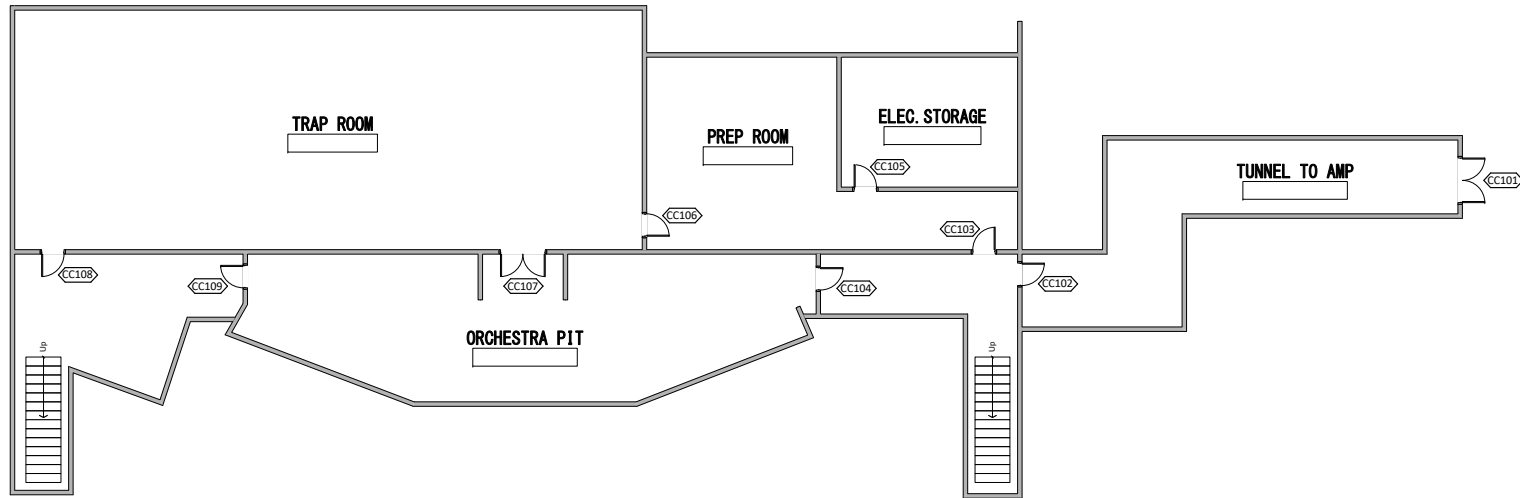 TRAP ROOM
PREP ROOM
ELEC. STORAGE
TUNNEL TO AMP
CC105
CC101
CC106
CC103
CC108
CC109
CC107
CC104
CC102
ORCHESTRA PIT
Up
Up